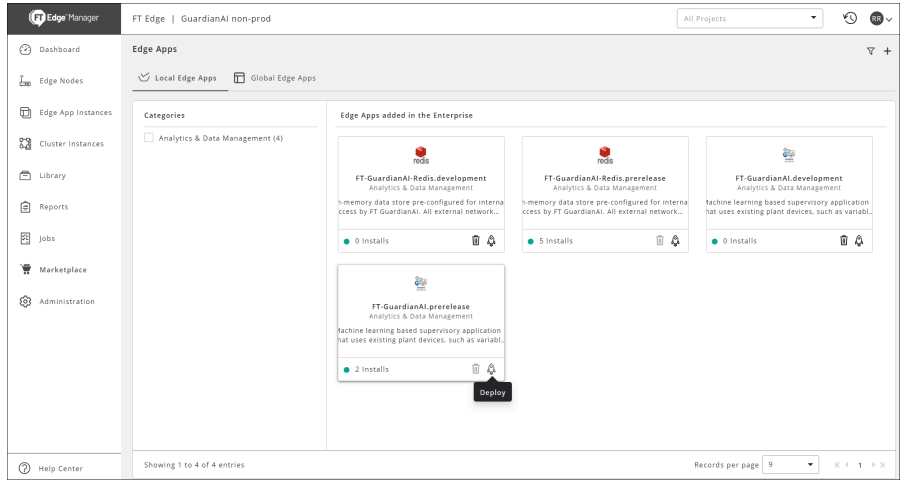 FT Edge Manager
FT Edge | GuardianAI non-prod
All Projects
RR
Dashboard
Edge Nodes
Edge App Instances
Cluster Instances
Library
Reports
Jobs
Marketplace
Administration
Help Center
Edge Apps
Local Edge Apps
Global Edge Apps
Categories
Analytics & Data Management (4)
Edge Apps added in the Enterprise
redis
FT-GuardianAI-Redis.development
Analytics & Data Management
n-memory data store pre-configured for interna
ccess by FT GuardianAI. All external network...
0 Installs
redis
FT-GuardianAI-Redis.prerelease
Analytics & Data Management
n-memory data store pre-configured for interna
ccess by FT GuardianAI. All external network...
5 Installs
FT-GuardianAI.development
Analytics & Data Management
Machine learning based supervisory application
hat uses existing plant devices, such as variabl..
0 Installs
FT-GuardianAI.prerelease
Analytics & Data Management
Machine learning based supervisory application
hat uses existing plant devices, such as variabl..
2 Installs
Deploy
Showing 1 to 4 of 4 entries
Records per page 9
1